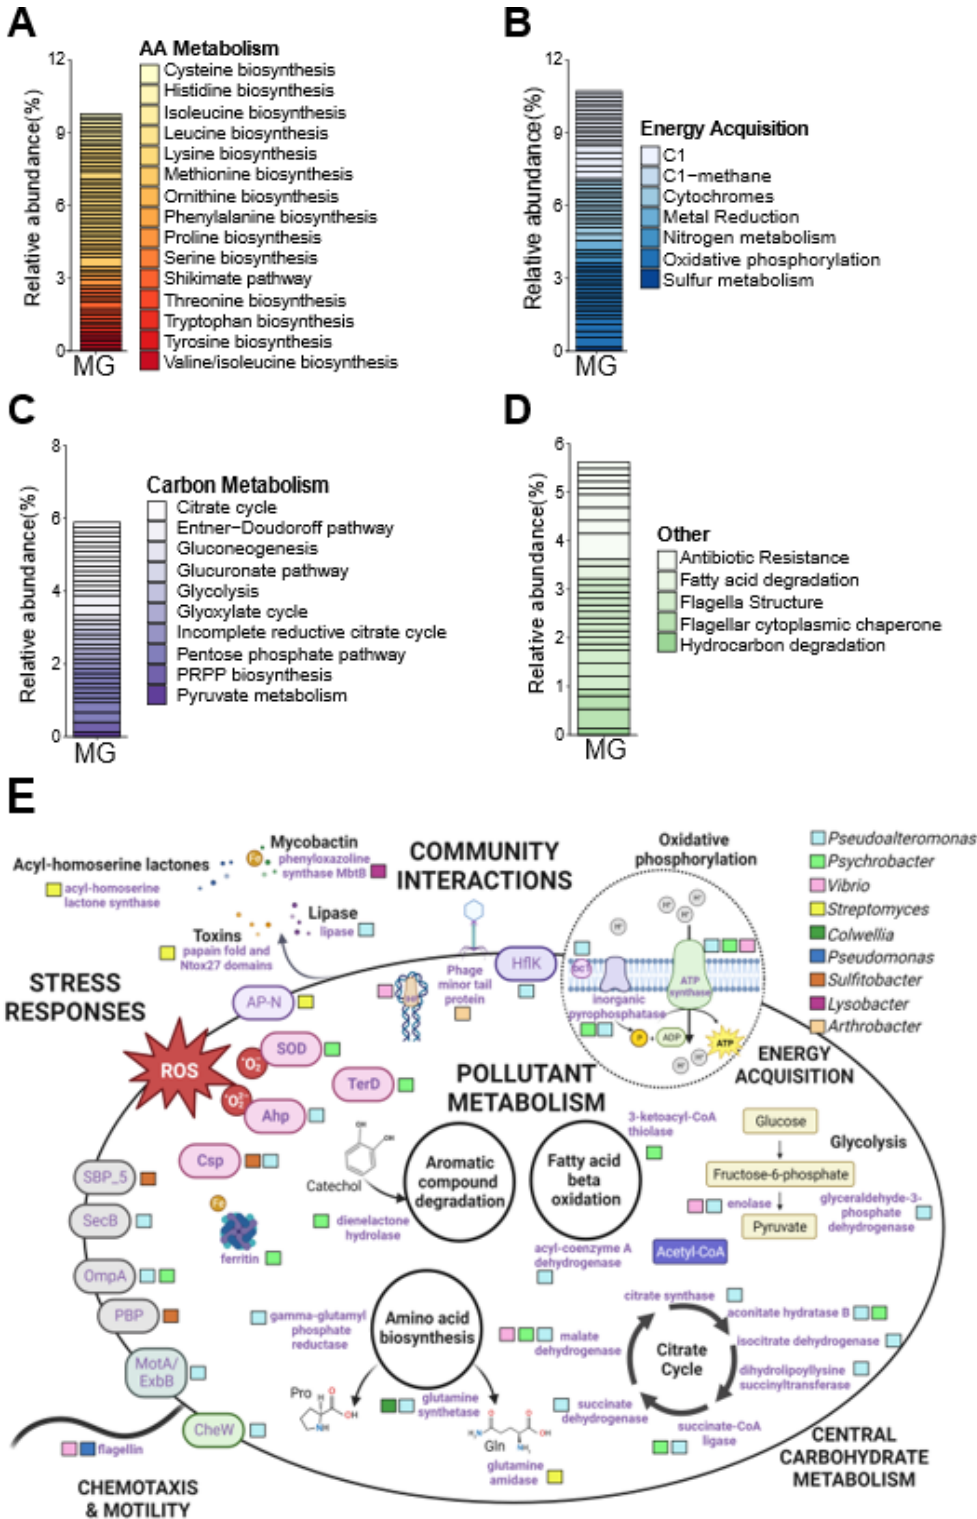 A
AA Metabolism
Relative abundance(%)
12
9
6
3
0
MG
Cysteine biosynthesis
Histidine biosynthesis
Isoleucine biosynthesis
Leucine biosynthesis
Lysine biosynthesis
Methionine biosynthesis
Ornithine biosynthesis
Phenylalanine biosynthesis
Proline biosynthesis
Serine biosynthesis
Shikimate pathway
Threonine biosynthesis
Tryptophan biosynthesis
Tyrosine biosynthesis
Valine/isoleucine biosynthesis
B
Relative abundance(%)
12
9
6
3
0
MG
Energy Acquisition
C1
C1-methane
Cytochromes
Metal Reduction
Nitrogen metabolism
Oxidative phosphorylation
Sulfur metabolism
C
Relative abundance(%)
8
6
4
2
0
MG
Carbon Metabolism
Citrate cycle
Entner-Doudoroff pathway
Gluconeogenesis
Glucuronate pathway
Glycolysis
Glyoxylate cycle
Incomplete reductive citrate cycle
Pentose phosphate pathway
PRPP biosynthesis
Pyruvate metabolism
D
Relative abundance(%)
6
5
4
3
2
1
0
MG
Other
Antibiotic Resistance
Fatty acid degradation
Flagella Structure
Flagellar cytoplasmic chaperone
Hydrocarbon degradation
E
Acyl-homoserine lactones
acyl-homoserine
lactone synthase
Mycobactin
Fe
phenyloxazoline
synthase MbtB
Lipase
lipase
Toxins
papain fold and
Ntox27 domains
COMMUNITY
INTERACTIONS
Phage
minor tail
protein
HflK
Oxidative
phosphorylation
H⁺
H⁺
H⁺
H⁺
bc1
ATP
synthase
inorganic
pyrophosphatase
P
+
ADP
ATP
H⁺
H⁺
Pseudoalteromonas
Psychrobacter
Vibrio
Streptomyces
Colwellia
Pseudomonas
Sulfitobacter
Lysobacter
Arthrobacter
ENERGY
ACQUISITION
STRESS
RESPONSES
AP-N
ROS
SOD
TerD
Ahp
Csp
Fe
ferritin
SBP_5
SecB
OmpA
PBP
MotA/
ExbB
CheW
flagellin
CHEMOTAXIS
& MOTILITY
POLLUTANT
METABOLISM
OH
OH
Catechol
Aromatic
compound
degradation
dienelactone
hydrolase
Fatty acid
beta
oxidation
3-ketoacyl-CoA
thiolase
acyl-coenzyme A
dehydrogenase
Glucose
Glycolysis
Fructose-6-phosphate
enolase
glyceraldehyde-3-
phosphate
dehydrogenase
Pyruvate
Acetyl-CoA
Amino acid
biosynthesis
gamma-glutamyl
phosphate
reductase
Pro
H
O
OH
NH
glutamine
synthetase
Gln
O
O
H₂N
OH
NH₂
glutamine
amidase
Citrate
Cycle
citrate synthase
aconitate hydratase B
isocitrate dehydrogenase
dihydrolipoyllysine
succinyltransferase
succinate-CoA
ligase
succinate
dehydrogenase
malate
dehydrogenase
CENTRAL
CARBOHYDRATE
METABOLISM